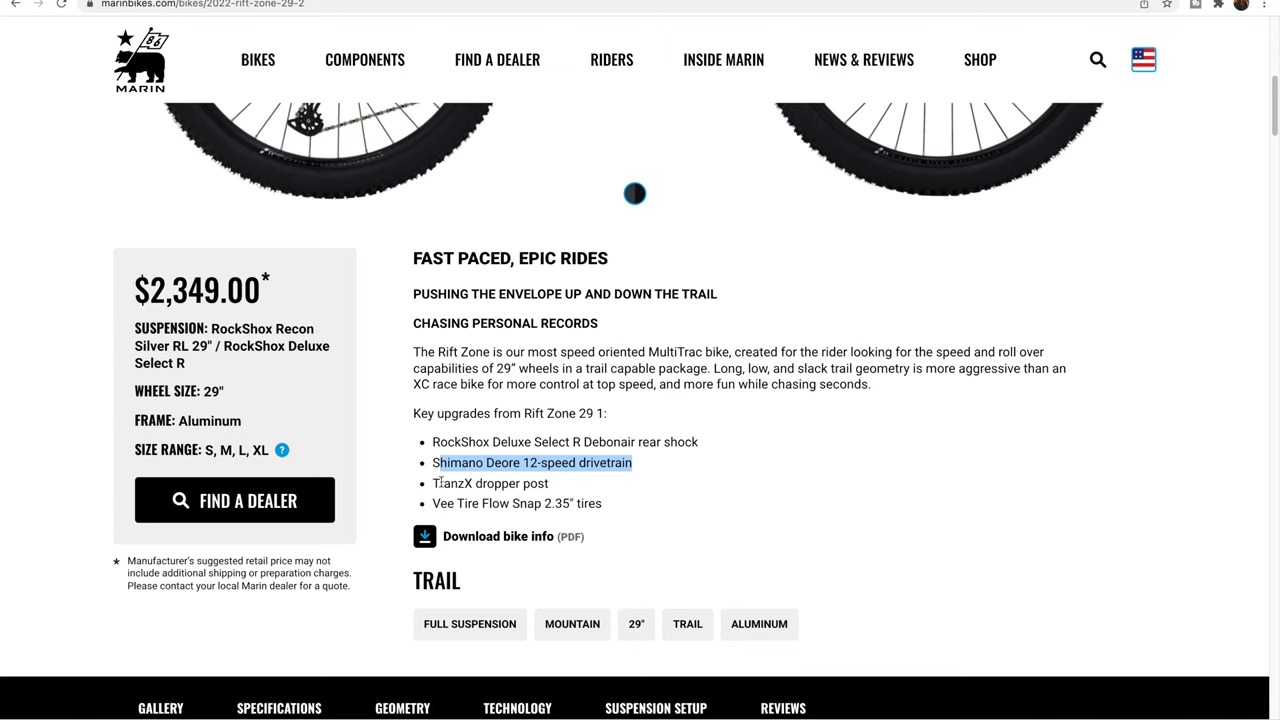 marinbikes.com/bikes/2022-rift-zone-29-2
86
MARIN
BIKES
COMPONENTS
FIND A DEALER
RIDERS
INSIDE MARIN
NEWS & REVIEWS
SHOP
$2,349.00*
SUSPENSION: RockShox Recon
Silver RL 29" / RockShox Deluxe
Select R
WHEEL SIZE: 29"
FRAME: Aluminum
SIZE RANGE: S, M, L, XL ?
FIND A DEALER
* Manufacturer's suggested retail price may not
include additional shipping or preparation charges.
Please contact your local Marin dealer for a quote.
FAST PACED, EPIC RIDES
PUSHING THE ENVELOPE UP AND DOWN THE TRAIL
CHASING PERSONAL RECORDS
The Rift Zone is our most speed oriented MultiTrac bike, created for the rider looking for the speed and roll over
capabilities of 29” wheels in a trail capable package. Long, low, and slack trail geometry is more aggressive than an
XC race bike for more control at top speed, and more fun while chasing seconds.
Key upgrades from Rift Zone 29 1:
• RockShox Deluxe Select R Debonair rear shock
• Shimano Deore 12-speed drivetrain
• TranzX dropper post
• Vee Tire Flow Snap 2.35" tires
Download bike info (PDF)
TRAIL
FULL SUSPENSION
MOUNTAIN
29"
TRAIL
ALUMINUM
GALLERY
SPECIFICATIONS
GEOMETRY
TECHNOLOGY
SUSPENSION SETUP
REVIEWS